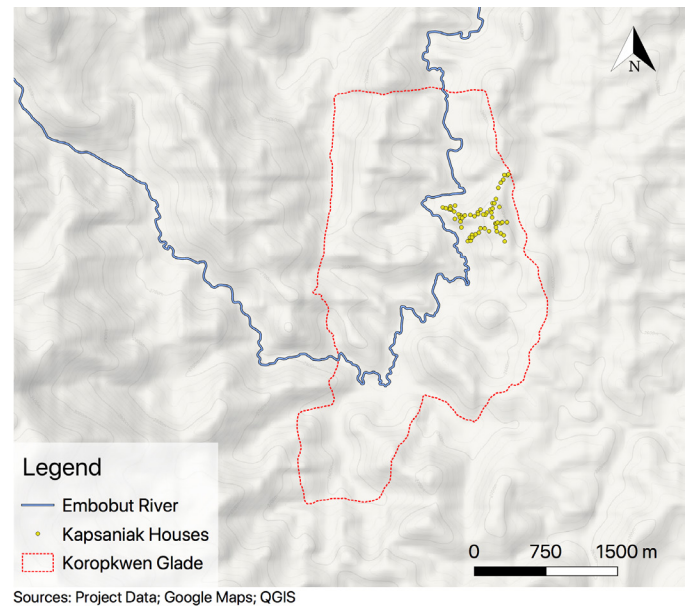 N
Legend
Embobut River
Kapsaniak Houses
Koropkwen Glade
0 750 1500 m
Sources: Project Data; Google Maps; QGIS